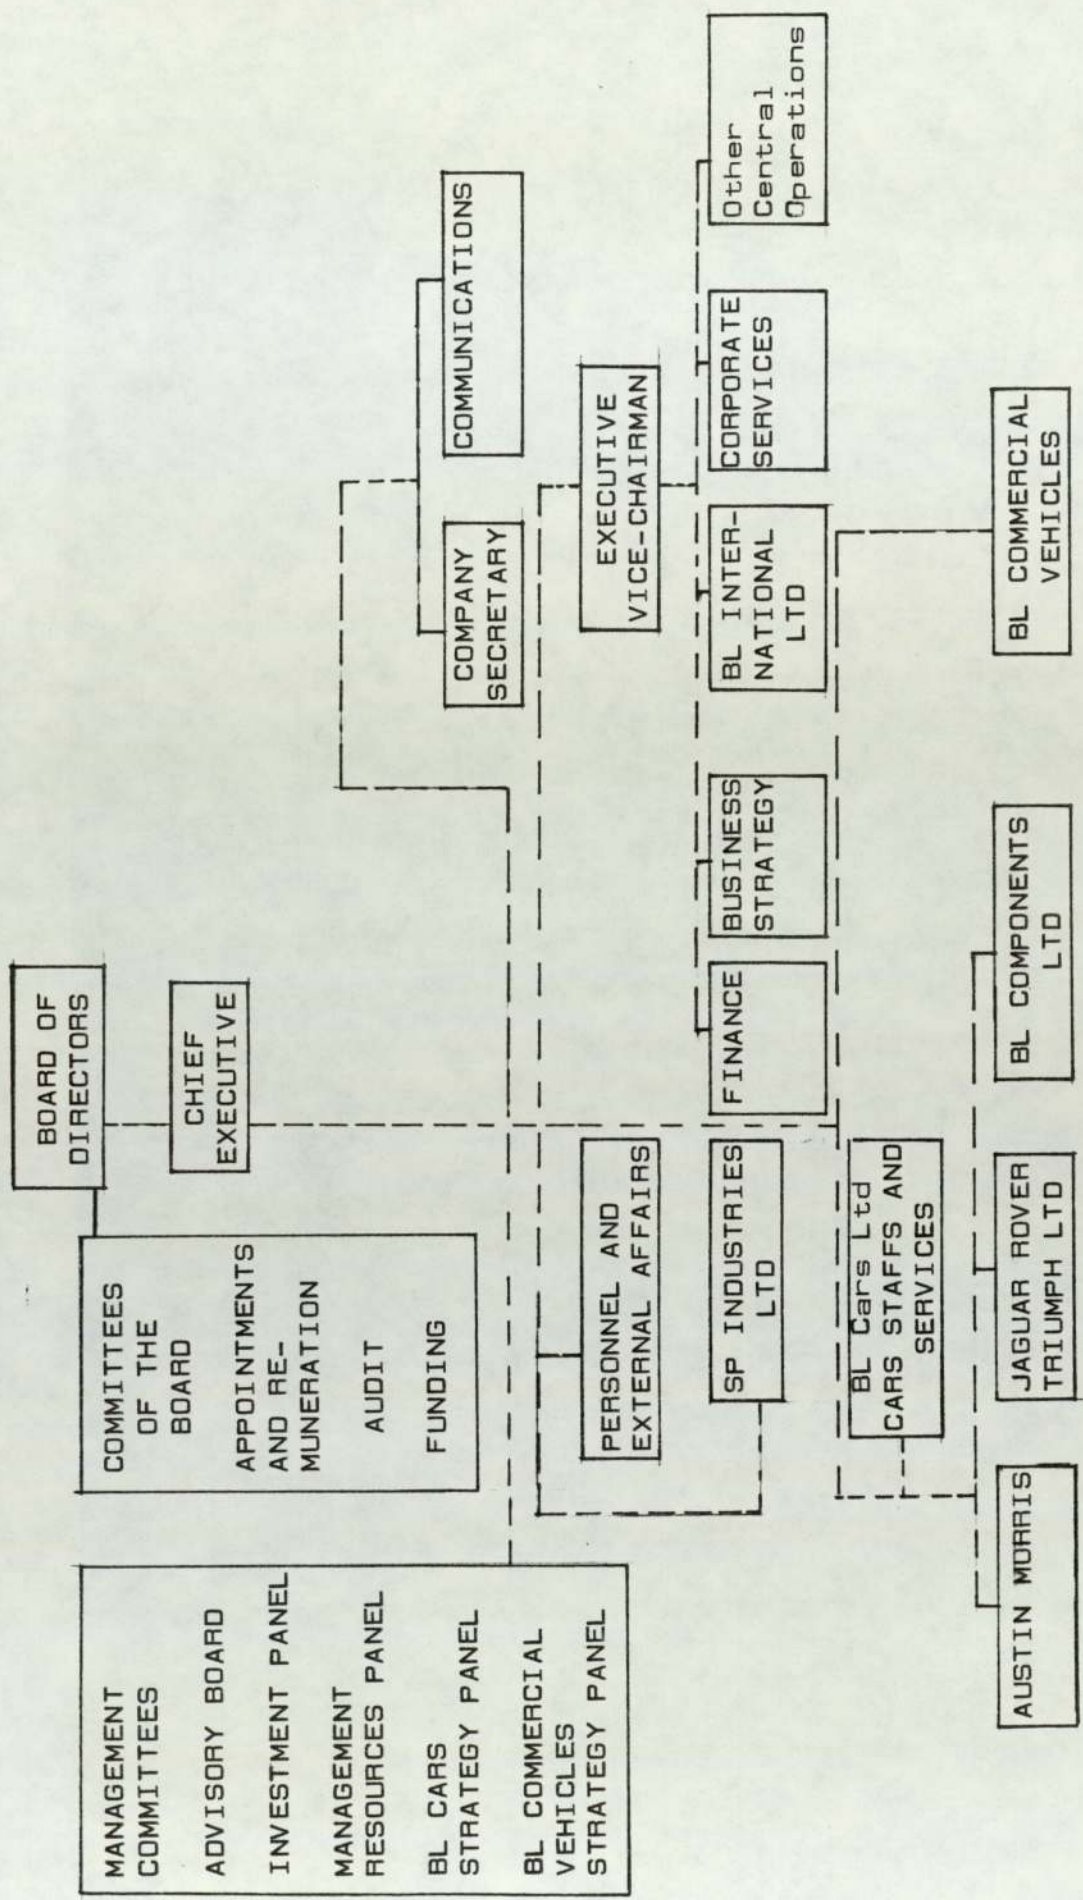 BOARD OF
DIRECTORS
CHIEF
EXECUTIVE
COMMITTEES
OF THE
BOARD
APPOINTMENTS
AND RE-
MUNERATION
AUDIT
FUNDING
MANAGEMENT
COMMITTEES
ADVISORY BOARD
INVESTMENT PANEL
MANAGEMENT
RESOURCES PANEL
BL CARS
STRATEGY PANEL
BL COMMERCIAL
VEHICLES
STRATEGY PANEL
COMPANY
SECRETARY
COMMUNICATIONS
PERSONNEL AND
EXTERNAL AFFAIRS
EXECUTIVE
VICE-CHAIRMAN
SP INDUSTRIES
LTD
FINANCE
BUSINESS
STRATEGY
BL INTER-
NATIONAL
LTD
CORPORATE
SERVICES
Other
Central
Operations
BL Cars Ltd
CARS STAFFS AND
SERVICES
AUSTIN MORRIS
JAGUAR ROVER
TRIUMPH LTD
BL COMPONENTS
LTD
BL COMMERCIAL
VEHICLES